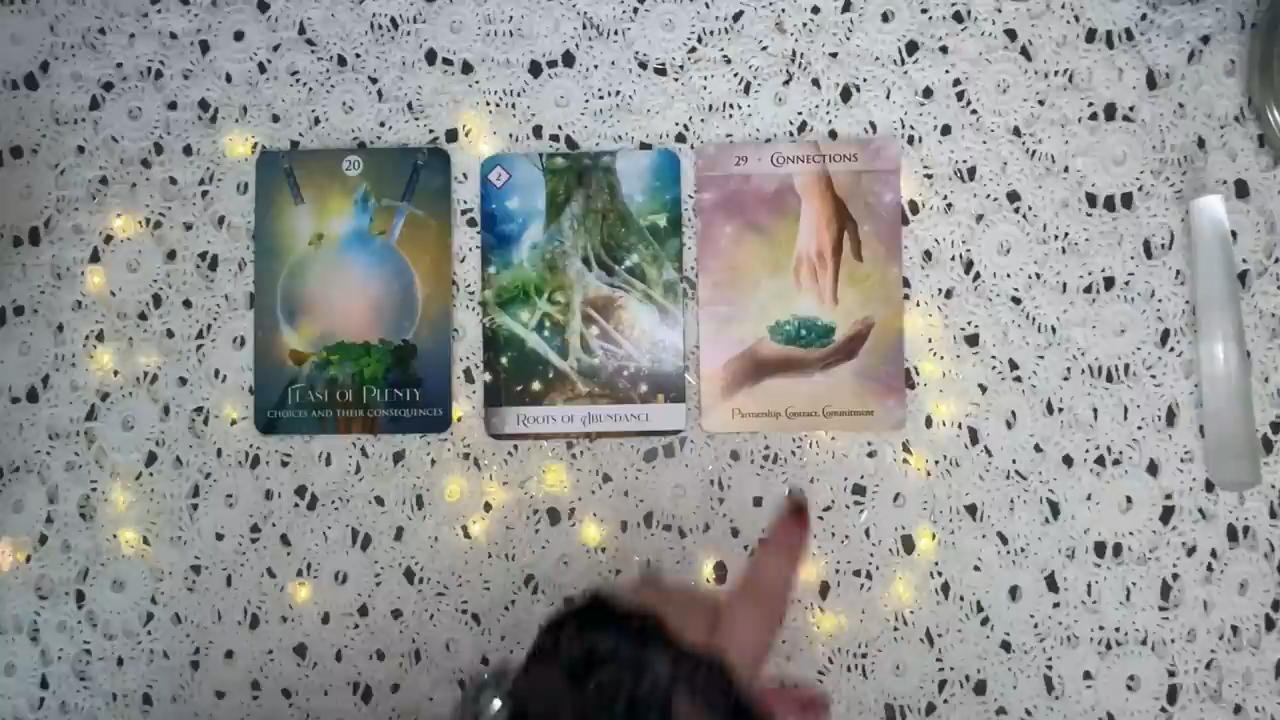 20
FEAST OF PLENTY
CHOICES AND THEIR CONSEQUENCES
2
ROOTS OF ABUNDANCE
29 • CONNECTIONS
Partnership. Contract. Commitment